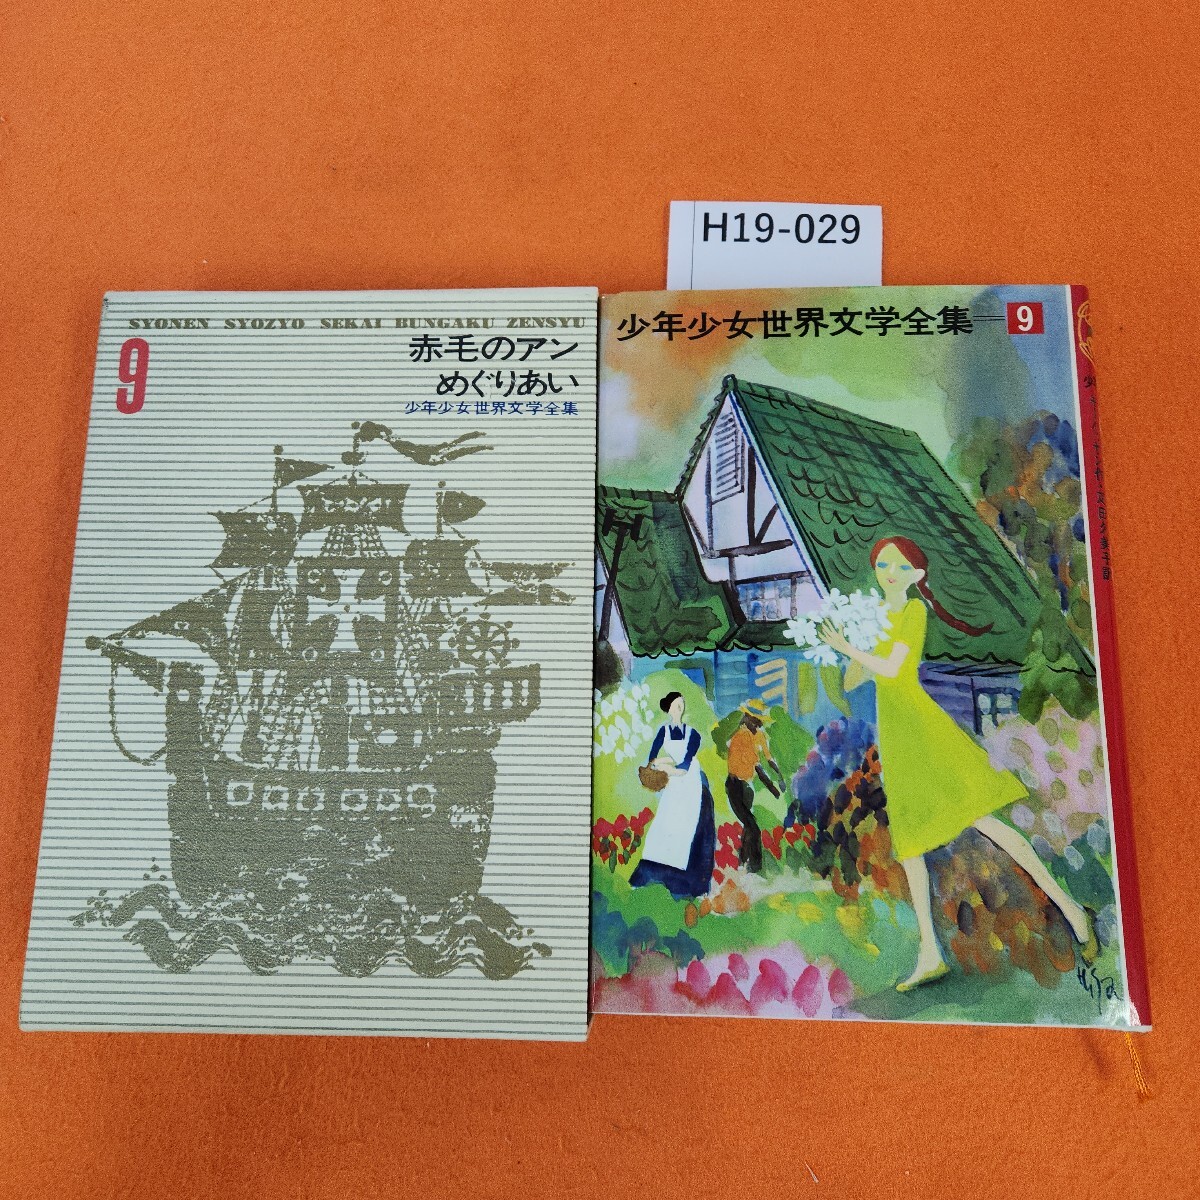 H19-029
SYONEN SYOZYO SEKAI BUNGAKU ZENSYU
9
赤毛のアン
めぐりあい
少年少女世界文学全集
少年少女世界文学全集 9